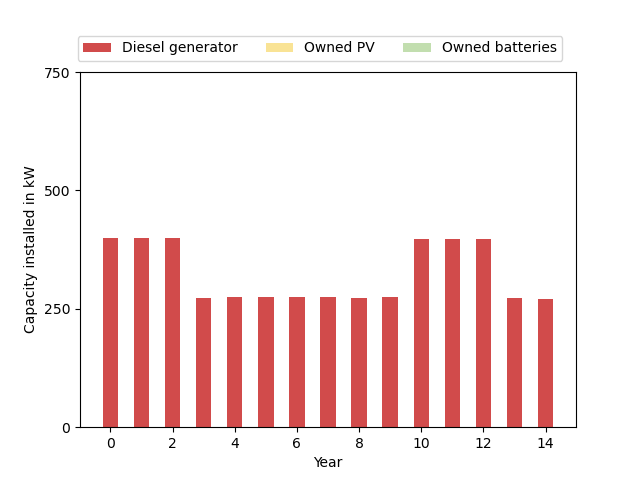 Diesel generator Owned PV Owned batteries
750
500
250
0
Capacity installed in kW
0 2 4 6 8 10 12 14
Year